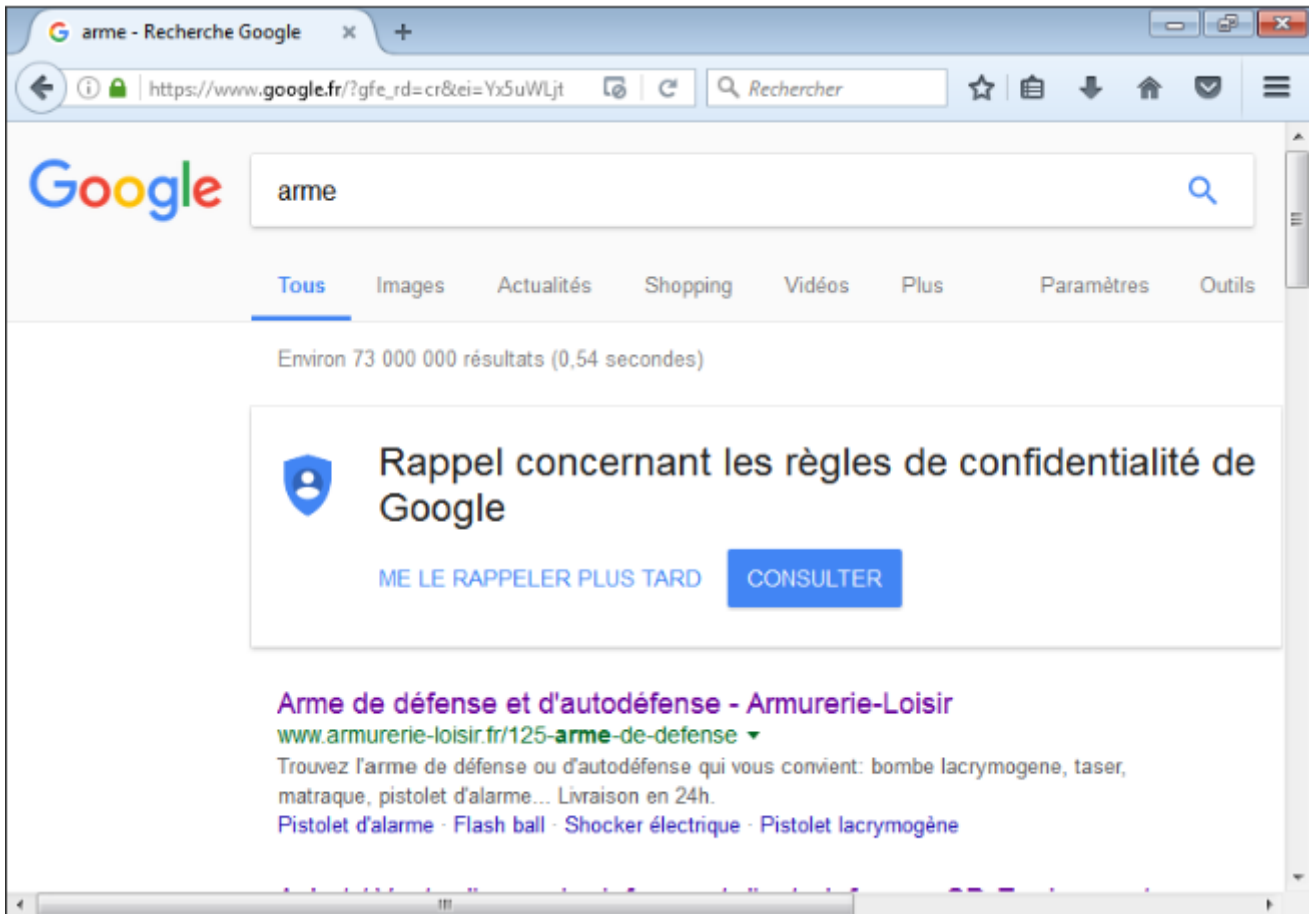 arme - Recherche Google
https://www.google.fr/?gfe_rd=cr&ei=Yx5uWLjt
Rechercher
Google
arme
Tous Images Actualités Shopping Vidéos Plus Paramètres Outils
Environ 73 000 000 résultats (0,54 secondes)
Rappel concernant les règles de confidentialité de
Google
ME LE RAPPELER PLUS TARD CONSULTER
Arme de défense et d'autodéfense - Armurerie-Loisir
www.armurerie-loisir.fr/125-arme-de-defense
Trouvez l'arme de défense ou d'autodéfense qui vous convient: bombe lacrymogene, taser,
matraque, pistolet d'alarme... Livraison en 24h.
Pistolet d'alarme · Flash ball · Shocker électrique · Pistolet lacrymogène